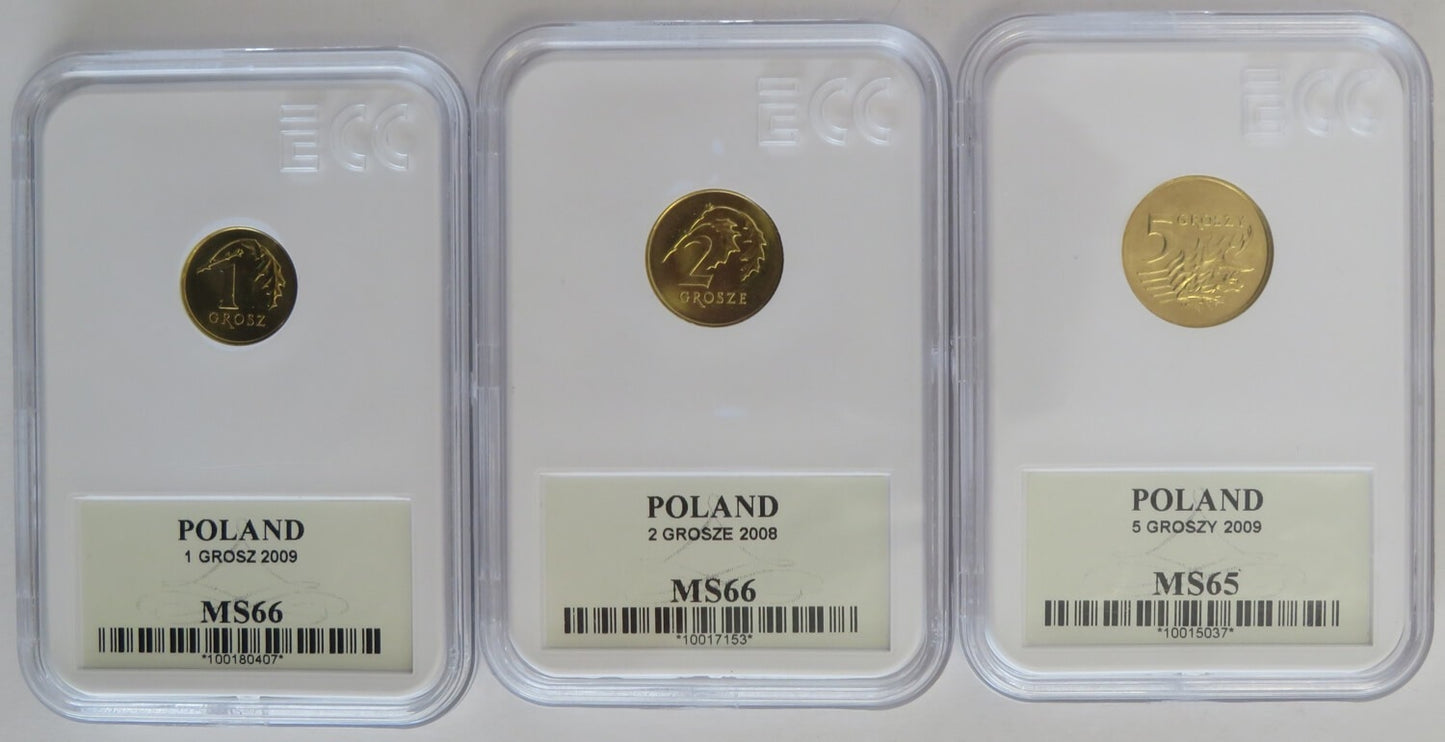 ECC
1
GROSZ
POLAND
1 GROSZ 2009
MS66
*100180407*
ECC
2
GROSZE
POLAND
2 GROSZE 2008
MS66
*10017153*
ECC
5 GROSZY
POLAND
5 GROSZY 2009
MS65
*10015037*